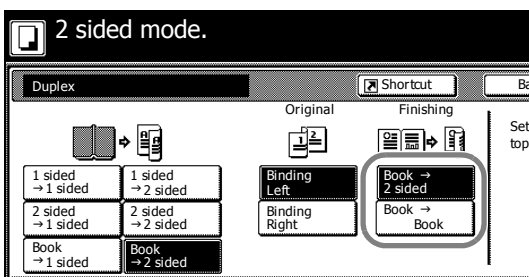 2 sided mode.
Duplex
Shortcut
Ba
Original
Finishing
Set
top
1 sided
→1 sided
1 sided
→2 sided
2 sided
→1 sided
2 sided
→2 sided
Book
→1 sided
Book
→2 sided
Binding
Left
Binding
Right
Book →
2 sided
Book →
Book